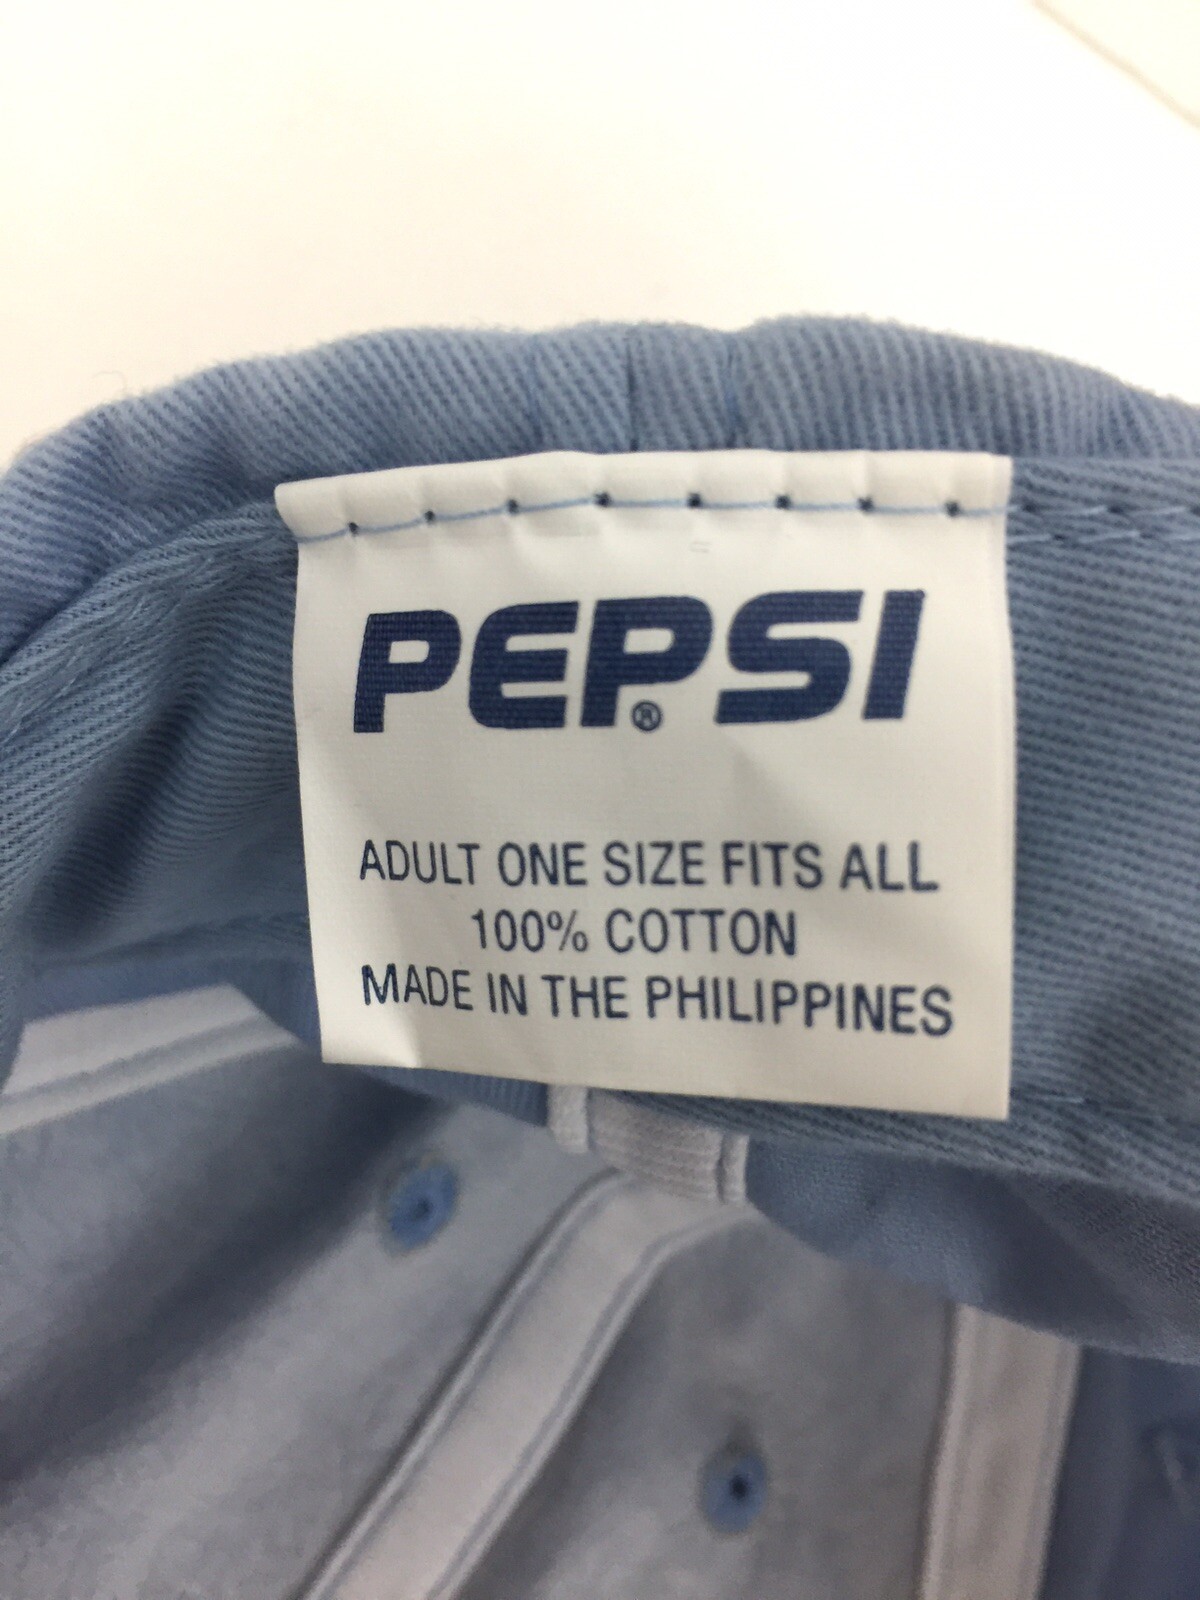 PEPSI®
ADULT ONE SIZE FITS ALL
100% COTTON
MADE IN THE PHILIPPINES